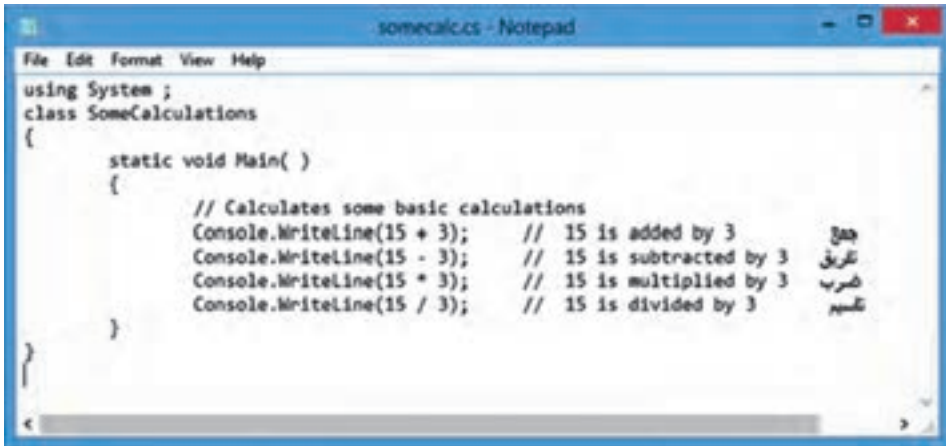 somecalc.cs - Notepad
File Edit Format View Help
using System ;
class SomeCalculations
{
static void Main( )
{
// Calculates some basic calculations
Console.WriteLine(15 + 3); // 15 is added by 3 جمع
Console.WriteLine(15 - 3); // 15 is subtracted by 3 تفریق
Console.WriteLine(15 * 3); // 15 is multiplied by 3 ضرب
Console.WriteLine(15 / 3); // 15 is divided by 3 تقسیم
}
}